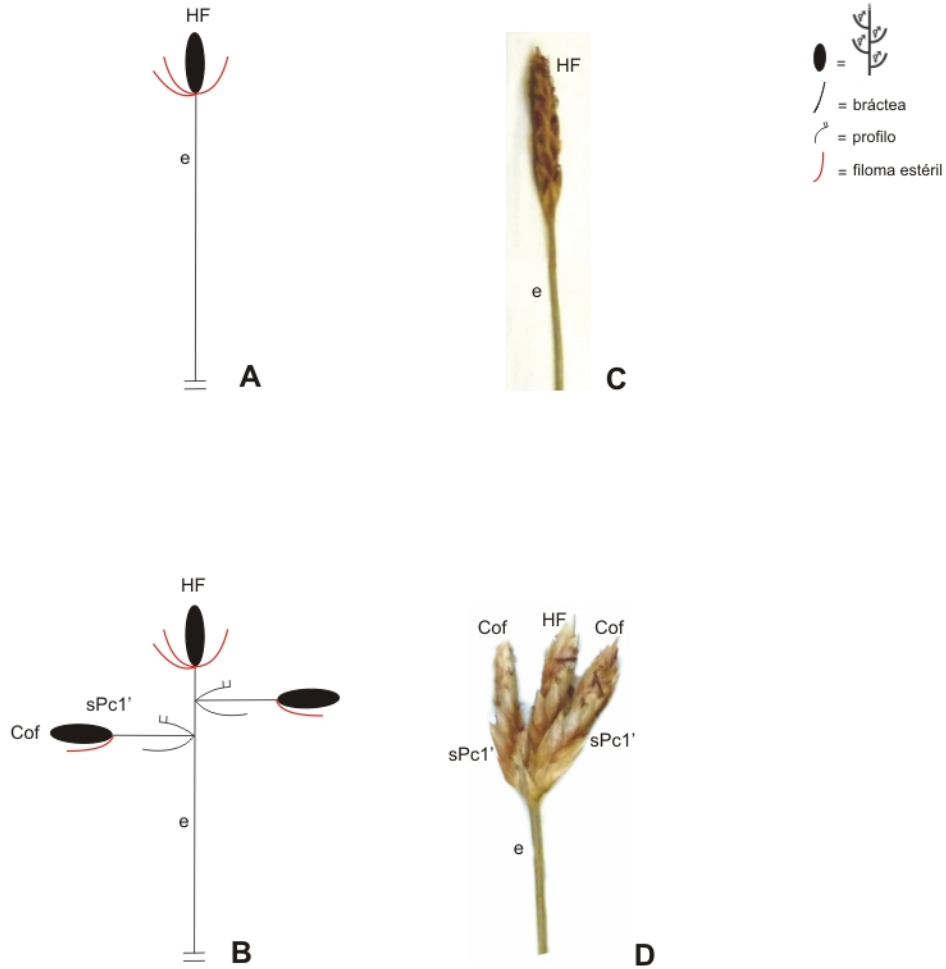 HF
e
A
HF
e
C
=
= bráctea
= profilo
= filoma estéril
HF
sPc1’
Cof
e
B
Cof
HF
Cof
sPc1’
sPc1’
e
D